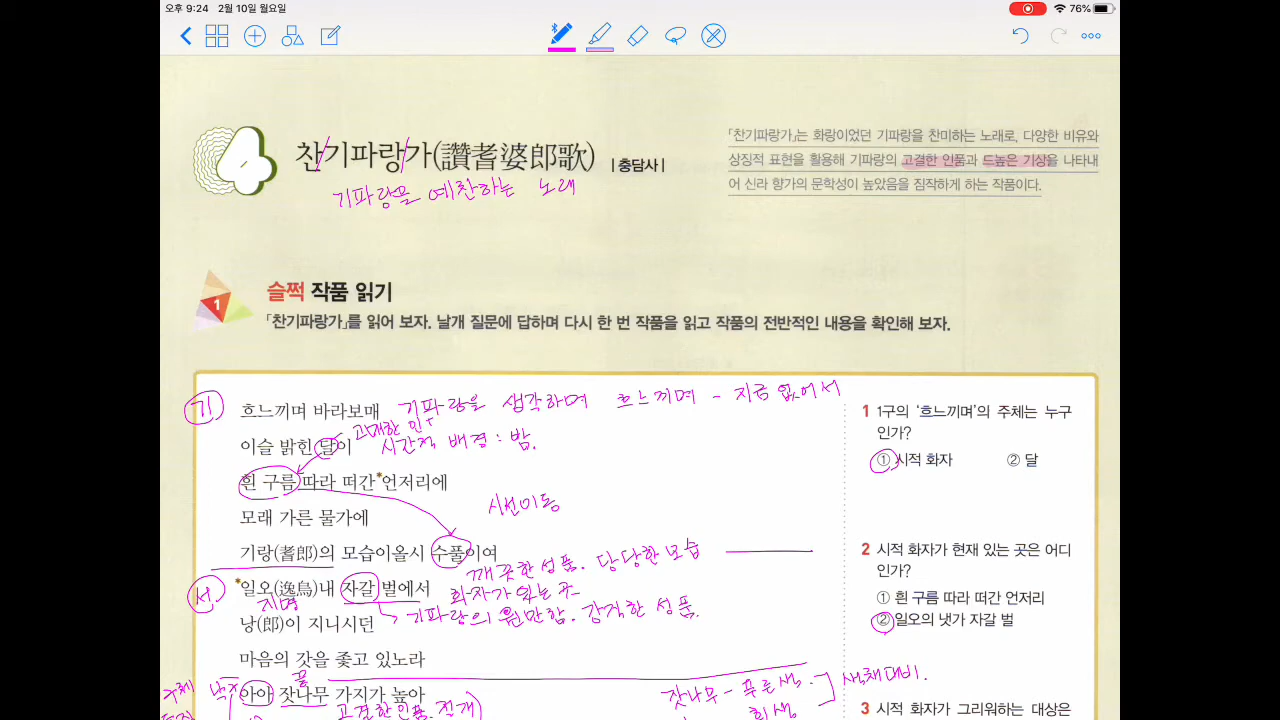 오후 9:24 2월 10일 월요일
76%
4
찬기파랑가(讚耆婆郎歌) | 충담사 |
기파랑을 예찬하는 노래
「찬기파랑가」는 화랑이었던 기파랑을 찬미하는 노래로, 다양한 비유와
상징적 표현을 활용해 기파랑의 고결한 인품과 드높은 기상을 나타내
어 신라 향가의 문학성이 높았음을 짐작하게 하는 작품이다.
1
슬쩍 작품 읽기
「찬기파랑가」를 읽어 보자. 날개 질문에 답하며 다시 한 번 작품을 읽고 작품의 전반적인 내용을 확인해 보자.
기
흐느끼며 바라보매 기파랑을 생각하며 흐느끼며 - 지금 없어서
이슬 밝힌 달이 시간적 배경 : 밤.
흰 구름 따라 떠간 *언저리에
모래 가른 물가에 시선이동
기랑(耆郎)의 모습이올시 수풀이여
깨끗한 성품. 당당한 모습
서.
*일오(逸烏)내 자갈 벌에서 화자가 있는 곳
지명
기파랑의 원만함. 강직한 성품.
낭(郎)이 지니시던
마음의 갓을 좇고 있노라
아아 잣나무 가지가 높아
고결한 인품. 절개)
잣나무 - 푸른색. 색채대비.
흰색
1 1구의 '흐느끼며'의 주체는 누구
인가?
① 시적 화자 ② 달
2 시적 화자가 현재 있는 곳은 어디
인가?
① 흰 구름 따라 떠간 언저리
② 일오의 냇가 자갈 벌
3 시적 화자가 그리워하는 대상은